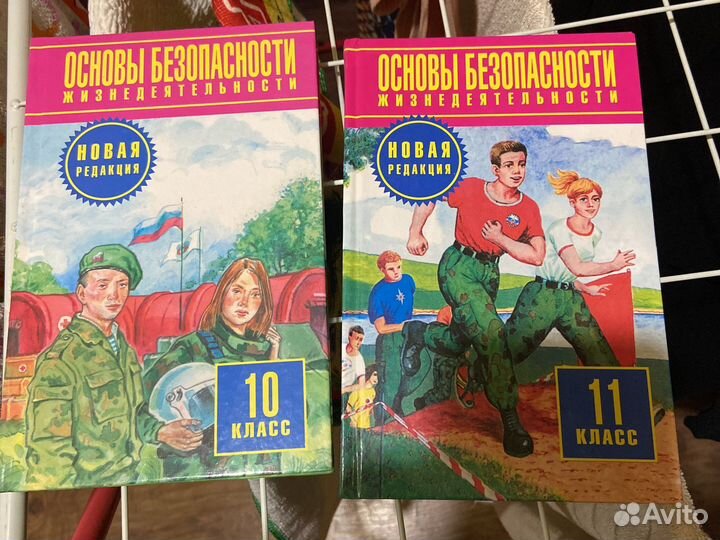 ОСНОВЫ БЕЗОПАСНОСТИ
ЖИЗНЕДЕЯТЕЛЬНОСТИ
НОВАЯ
РЕДАКЦИЯ
10
КЛАСС
ОСНОВЫ БЕЗОПАСНОСТИ
ЖИЗНЕДЕЯТЕЛЬНОСТИ
НОВАЯ
РЕДАКЦИЯ
11
КЛАСС
Avito